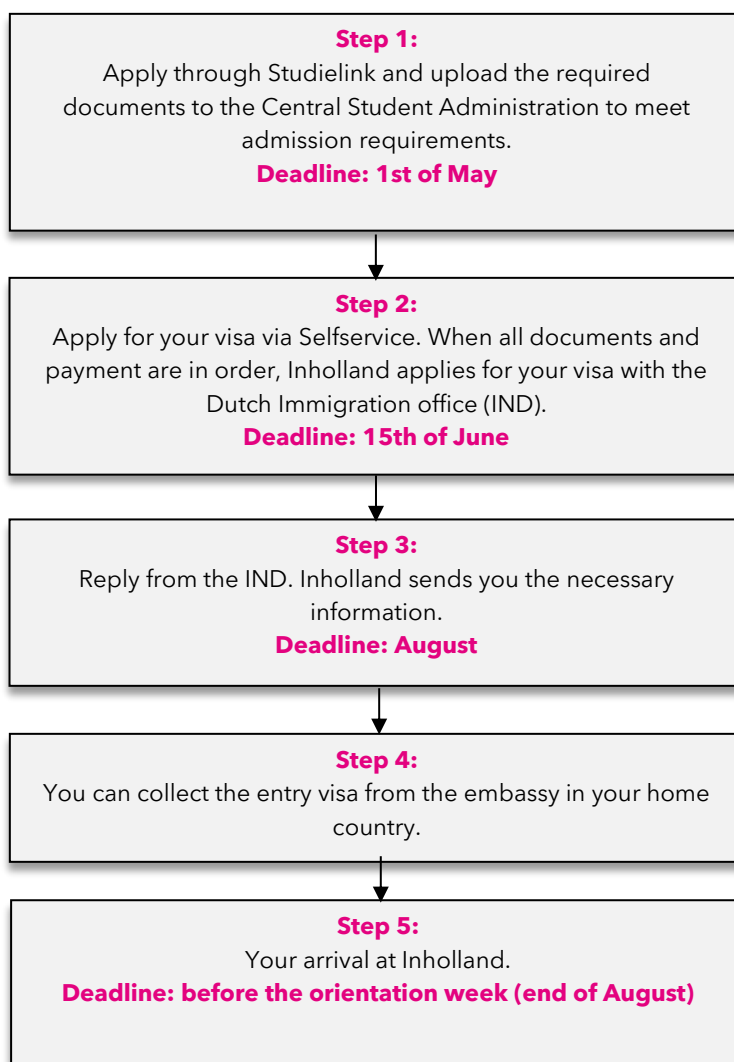 Step 1:
Apply through Studielink and upload the required
documents to the Central Student Administration to meet
admission requirements.
Deadline: 1st of May
Step 2:
Apply for your visa via Selfservice. When all documents and
payment are in order, Inholland applies for your visa with the
Dutch Immigration office (IND).
Deadline: 15th of June
Step 3:
Reply from the IND. Inholland sends you the necessary
information.
Deadline: August
Step 4:
You can collect the entry visa from the embassy in your home
country.
Step 5:
Your arrival at Inholland.
Deadline: before the orientation week (end of August)